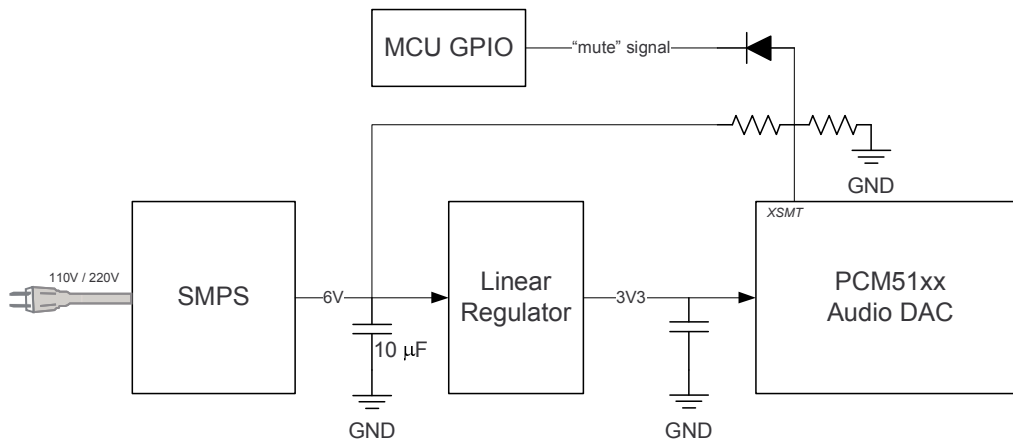 MCU GPIO
“mute” signal
GND
XSMT
110V / 220V
SMPS
6V
Linear
Regulator
3V3
PCM51xx
Audio DAC
10 μF
GND
GND